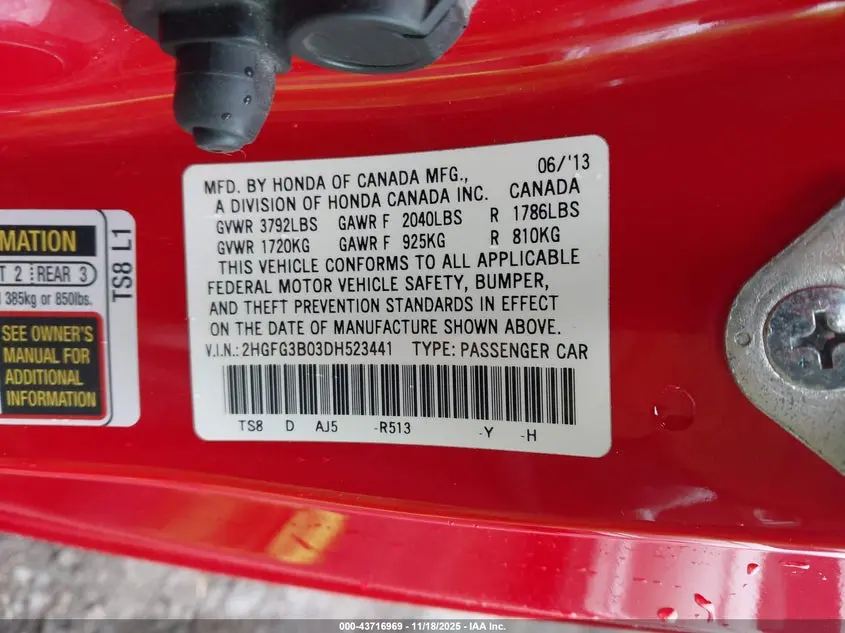 MFD. BY HONDA OF CANADA MFG., 06/'13
A DIVISION OF HONDA CANADA INC. CANADA
GVWR 3792LBS GAWR F 2040LBS R 1786LBS
GVWR 1720KG GAWR F 925KG R 810KG
THIS VEHICLE CONFORMS TO ALL APPLICABLE
FEDERAL MOTOR VEHICLE SAFETY, BUMPER,
AND THEFT PREVENTION STANDARDS IN EFFECT
ON THE DATE OF MANUFACTURE SHOWN ABOVE.
V.I.N.: 2HGFG3B03DH523441 TYPE: PASSENGER CAR
TS8 D AJ5 -R513 -Y -H
MATION
T 2 REAR 3
385kg or 850lbs.
SEE OWNER'S
MANUAL FOR
ADDITIONAL
INFORMATION
TS8 L1
000-43716969 | 11/18/2025 - IAA Inc.